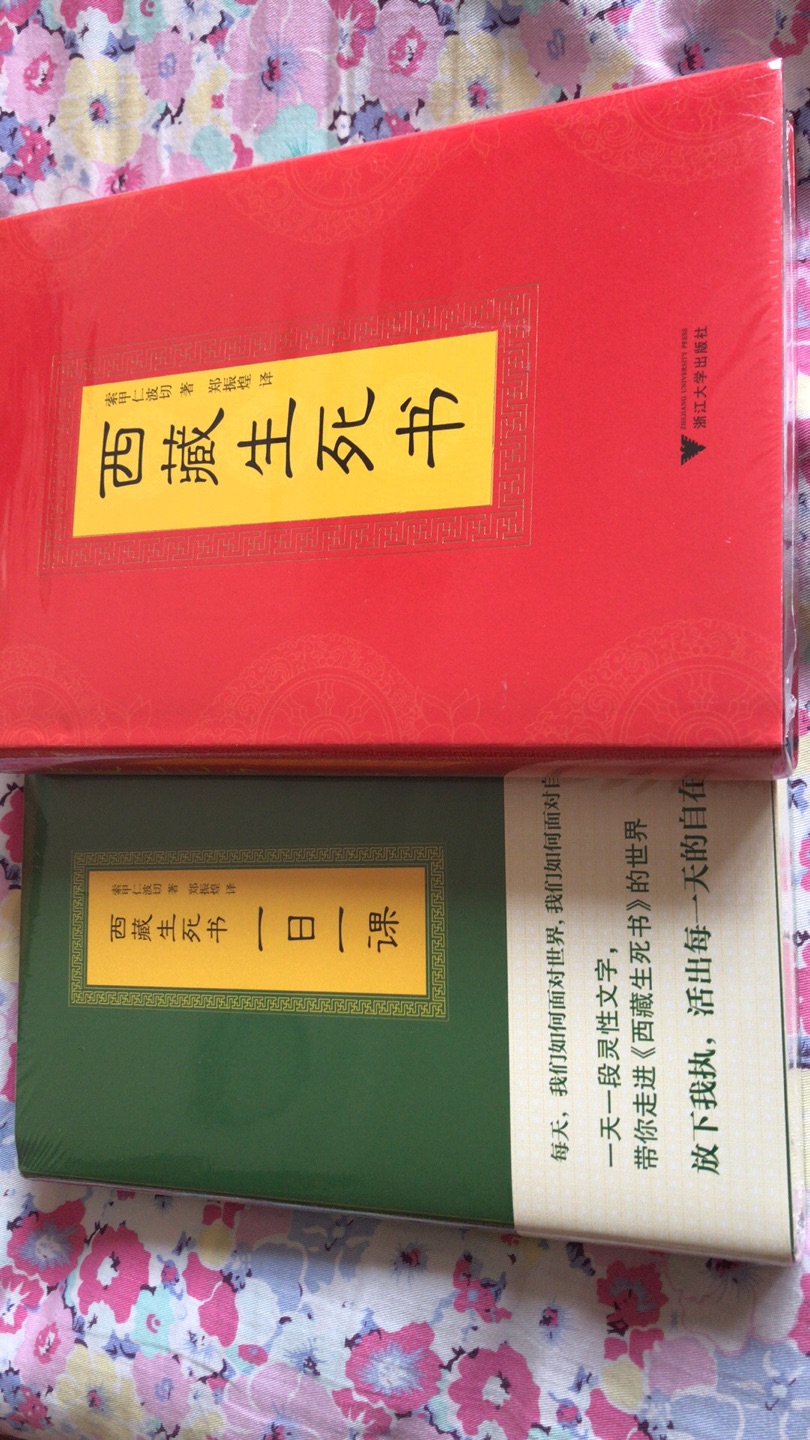 西藏生死书
索甲仁波切 著 郑振煌 译
ZHEJIANG UNIVERSITY PRESS
浙江大学出版社
西藏生死书
一日一课
索甲仁波切 著 郑振煌 译
每天，我们如何面对世界，我们如何面对自
一天一段灵性文字，
带你走进《西藏生死书》的世界
放下我执，活出每一天的自在